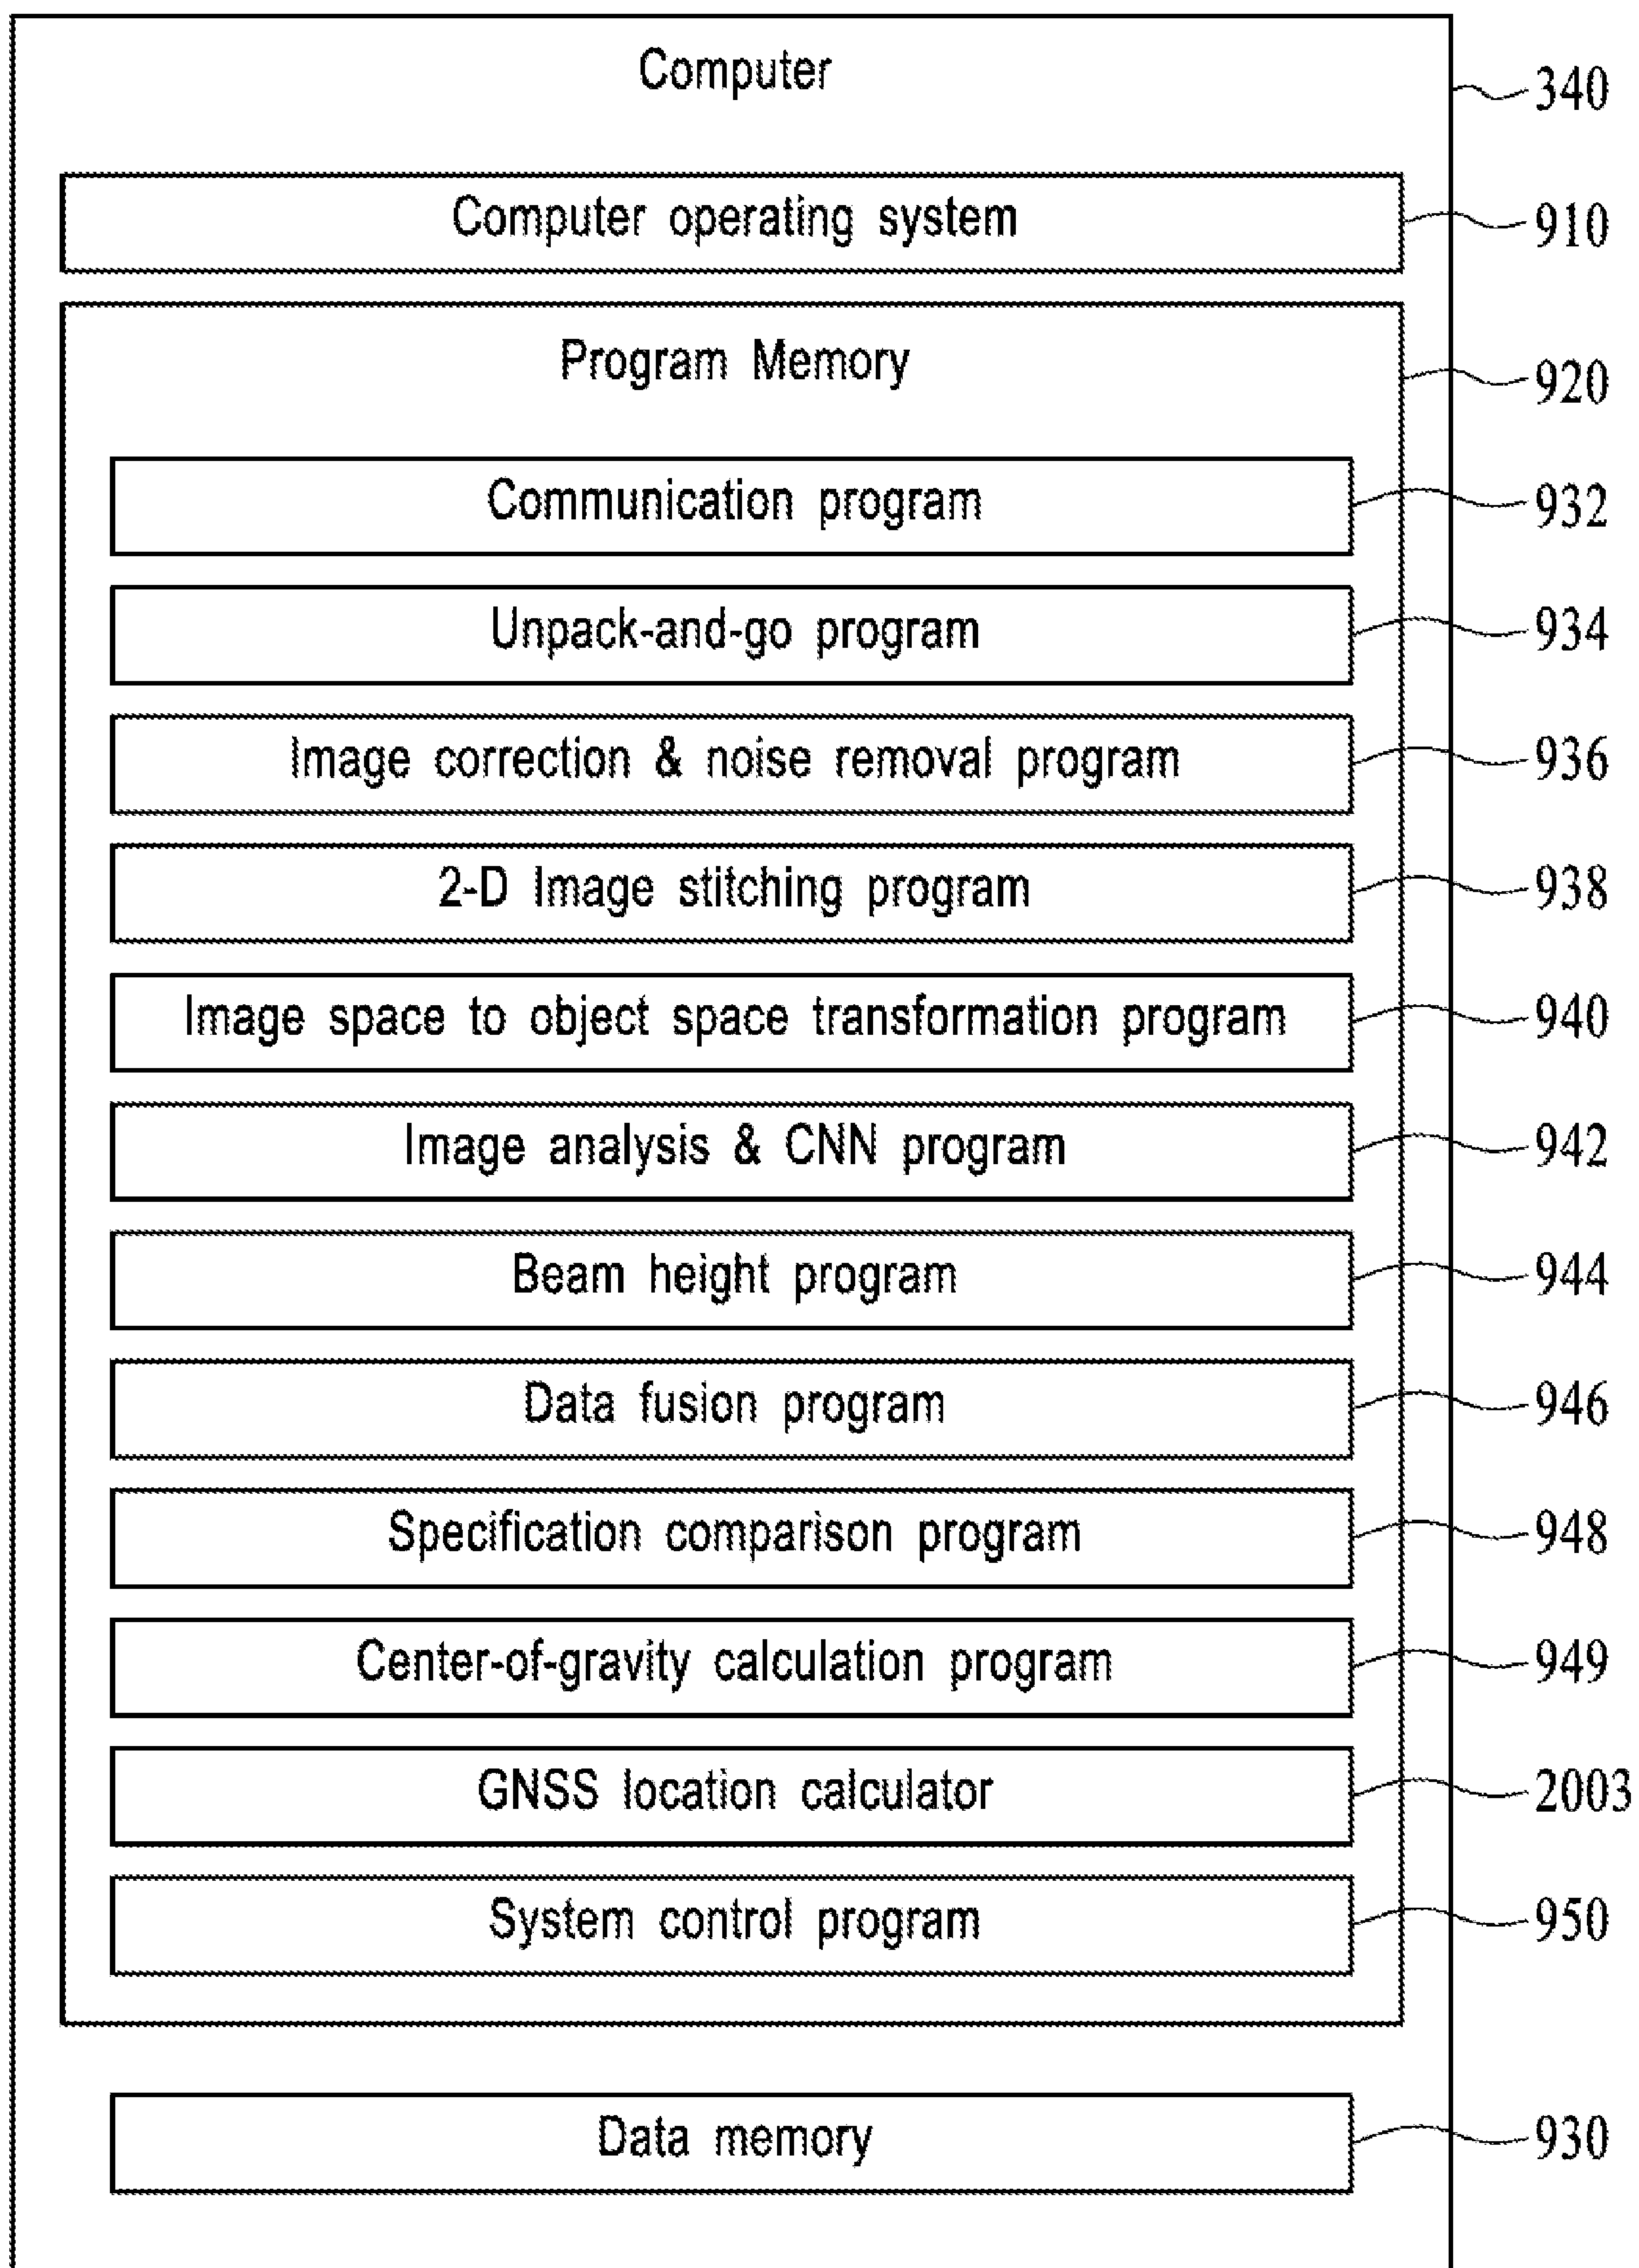 Computer 340
Computer operating system 910
Program Memory 920
Communication program 932
Unpack-and-go program 934
Image correction & noise removal program 936
2-D Image stitching program 938
Image space to object space transformation program 940
Image analysis & CNN program 942
Beam height program 944
Data fusion program 946
Specification comparison program 948
Center-of-gravity calculation program 949
GNSS location calculator 2003
System control program 950
Data memory 930